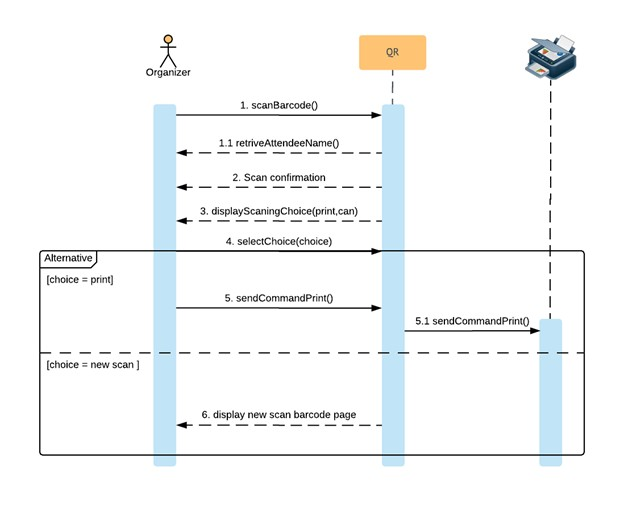 Organizer
QR
1. scanBarcode()
1.1 retriveAttendeeName()
2. Scan confirmation
3. displayScaningChoice(print,can)
4. selectChoice(choice)
Alternative
[choice = print]
5. sendCommandPrint()
5.1 sendCommandPrint()
[choice = new scan ]
6. display new scan barcode page